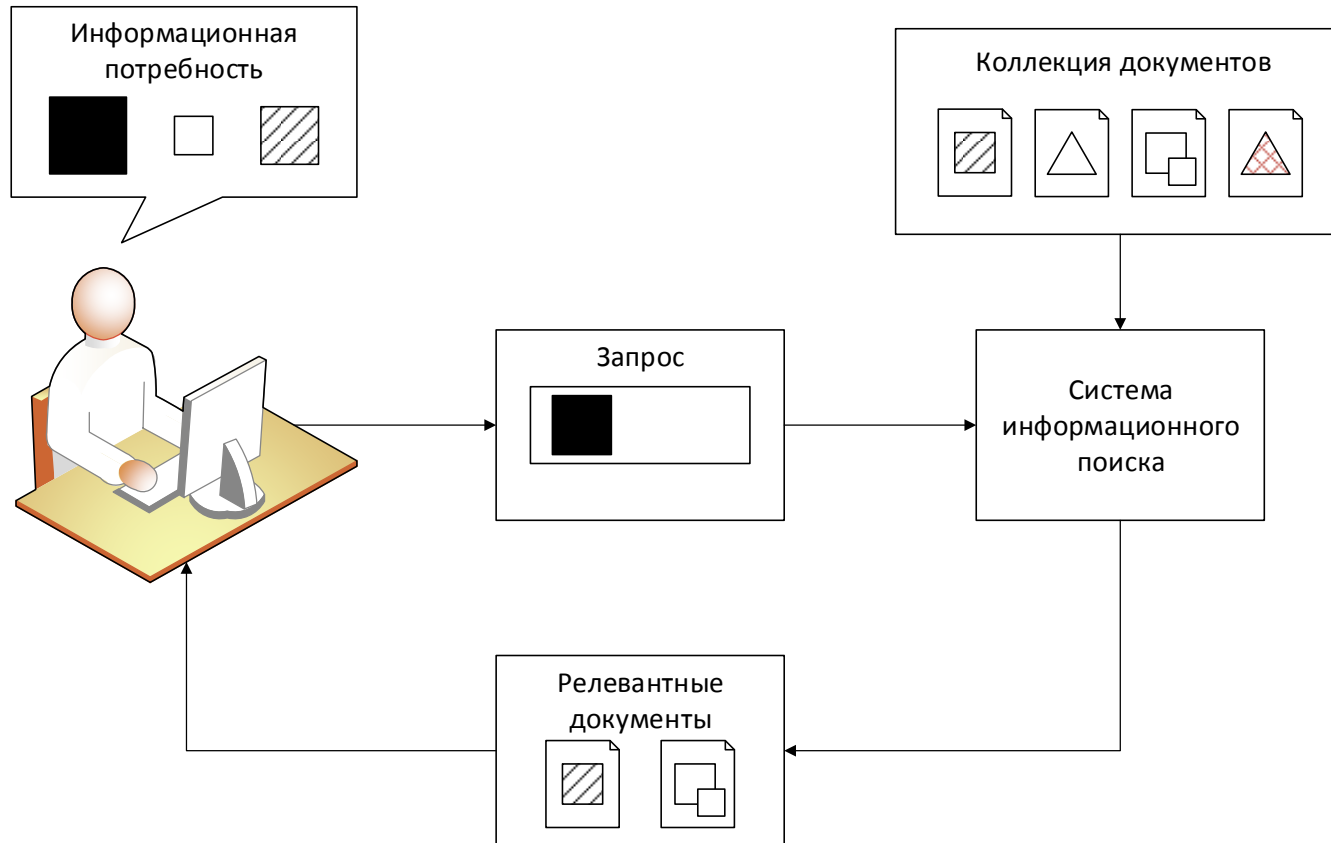 Информационная
потребность
Коллекция документов
Запрос
Система
информационного
поиска
Релевантные
документы